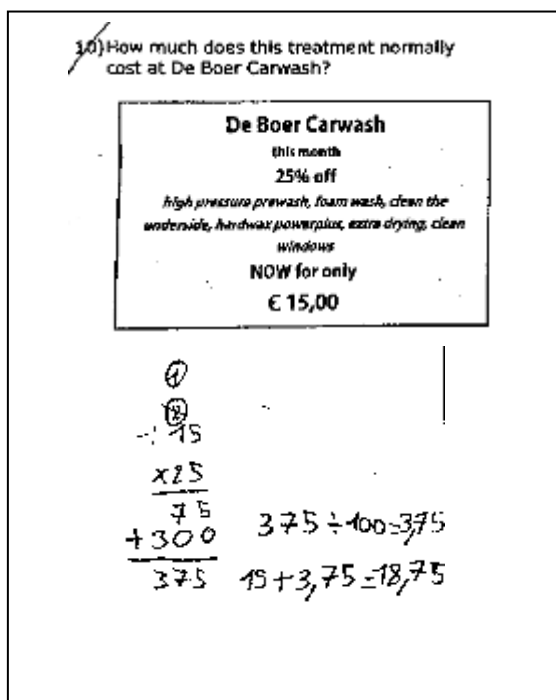 10) How much does this treatment normally
cost at De Boer Carwash?
De Boer Carwash
this month
25% off
high pressure prewash, foam wash, clean the
underside, hardwax powerplus, extra drying, clean
windows
NOW for only
€ 15,00
1
2
15
x25
75
+300
375
375 ÷ 100 = 3,75
15 + 3,75 = 18,75